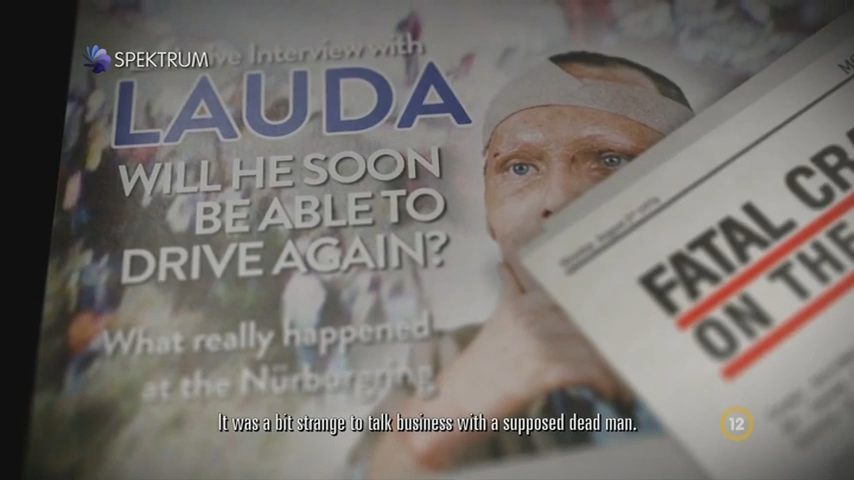 SPEKTRUM
Interview with
LAUDA
WILL HE SOON
BE ABLE TO
DRIVE AGAIN?
What really happened
at the Nürburgring
FATAL
ON THE
It was a bit strange to talk business with a supposed dead man.
12